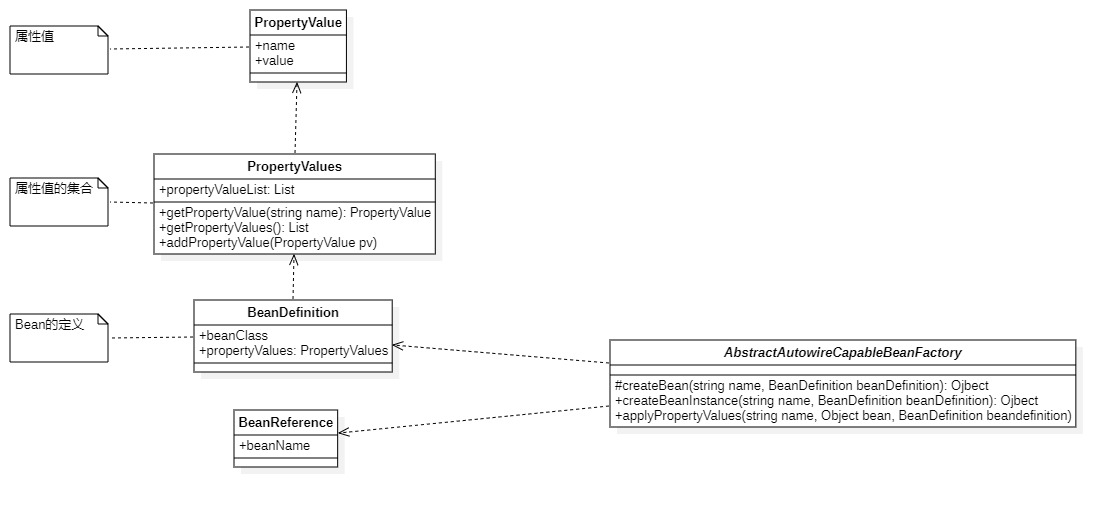 属性值
PropertyValue
+name
+value
属性值的集合
PropertyValues
+propertyValueList: List
+getPropertyValue(string name): PropertyValue
+getPropertyValues(): List
+addPropertyValue(PropertyValue pv)
Bean的定义
BeanDefinition
+beanClass
+propertyValues: PropertyValues
AbstractAutowireCapableBeanFactory
#createBean(string name, BeanDefinition beanDefinition): Ojbect
+createBeanInstance(string name, BeanDefinition beanDefinition): Ojbect
+applyPropertyValues(string name, Object bean, BeanDefinition beandefinition)
BeanReference
+beanName